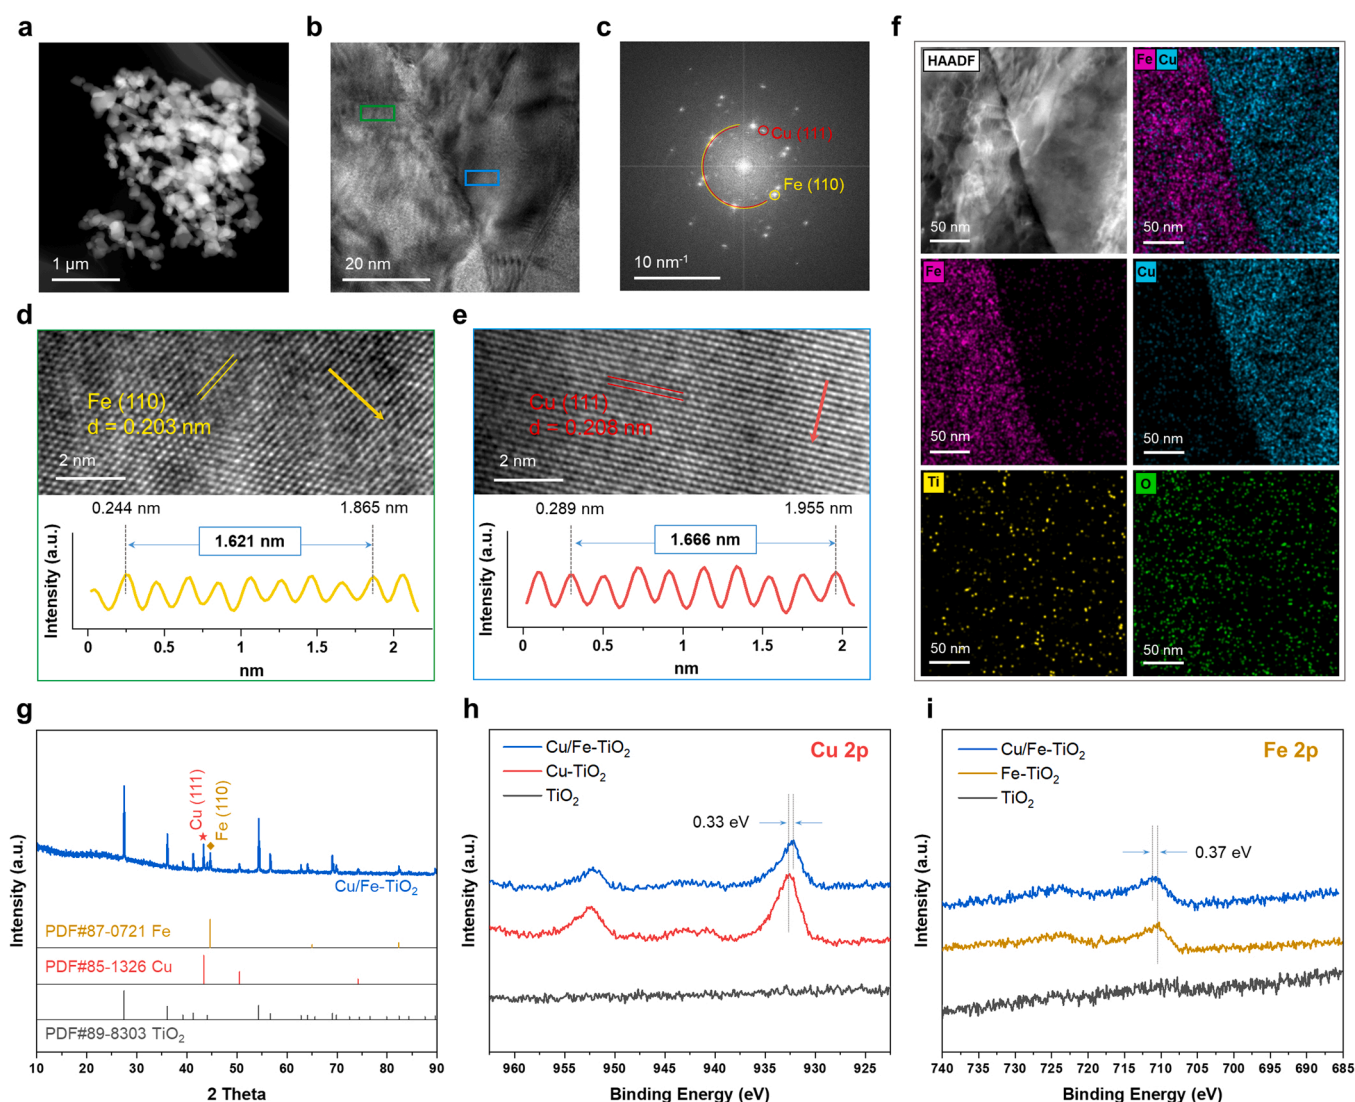 a
1 μm
b
20 nm
c
Cu (111)
Fe (110)
10 nm⁻¹
d
Fe (110)
d = 0.203 nm
2 nm
0.244 nm
1.865 nm
1.621 nm
Intensity (a.u.)
0 0.5 1 1.5 2
nm
e
Cu (111)
d = 0.208 nm
2 nm
0.289 nm
1.955 nm
1.666 nm
Intensity (a.u.)
0 0.5 1 1.5 2
nm
f
HAADF
50 nm
Fe Cu
50 nm
Fe
50 nm
Cu
50 nm
Ti
50 nm
O
50 nm
g
Cu (111)
Fe (110)
Cu/Fe-TiO₂
PDF#87-0721 Fe
PDF#85-1326 Cu
PDF#89-8303 TiO₂
Intensity (a.u.)
10 20 30 40 50 60 70 80 90
2 Theta
h
Cu/Fe-TiO₂
Cu-TiO₂
TiO₂
Cu 2p
0.33 eV
Intensity (a.u.)
960 955 950 945 940 935 930 925
Binding Energy (eV)
i
Cu/Fe-TiO₂
Fe-TiO₂
TiO₂
Fe 2p
0.37 eV
Intensity (a.u.)
740 735 730 725 720 715 710 705 700 695 690 685
Binding Energy (eV)